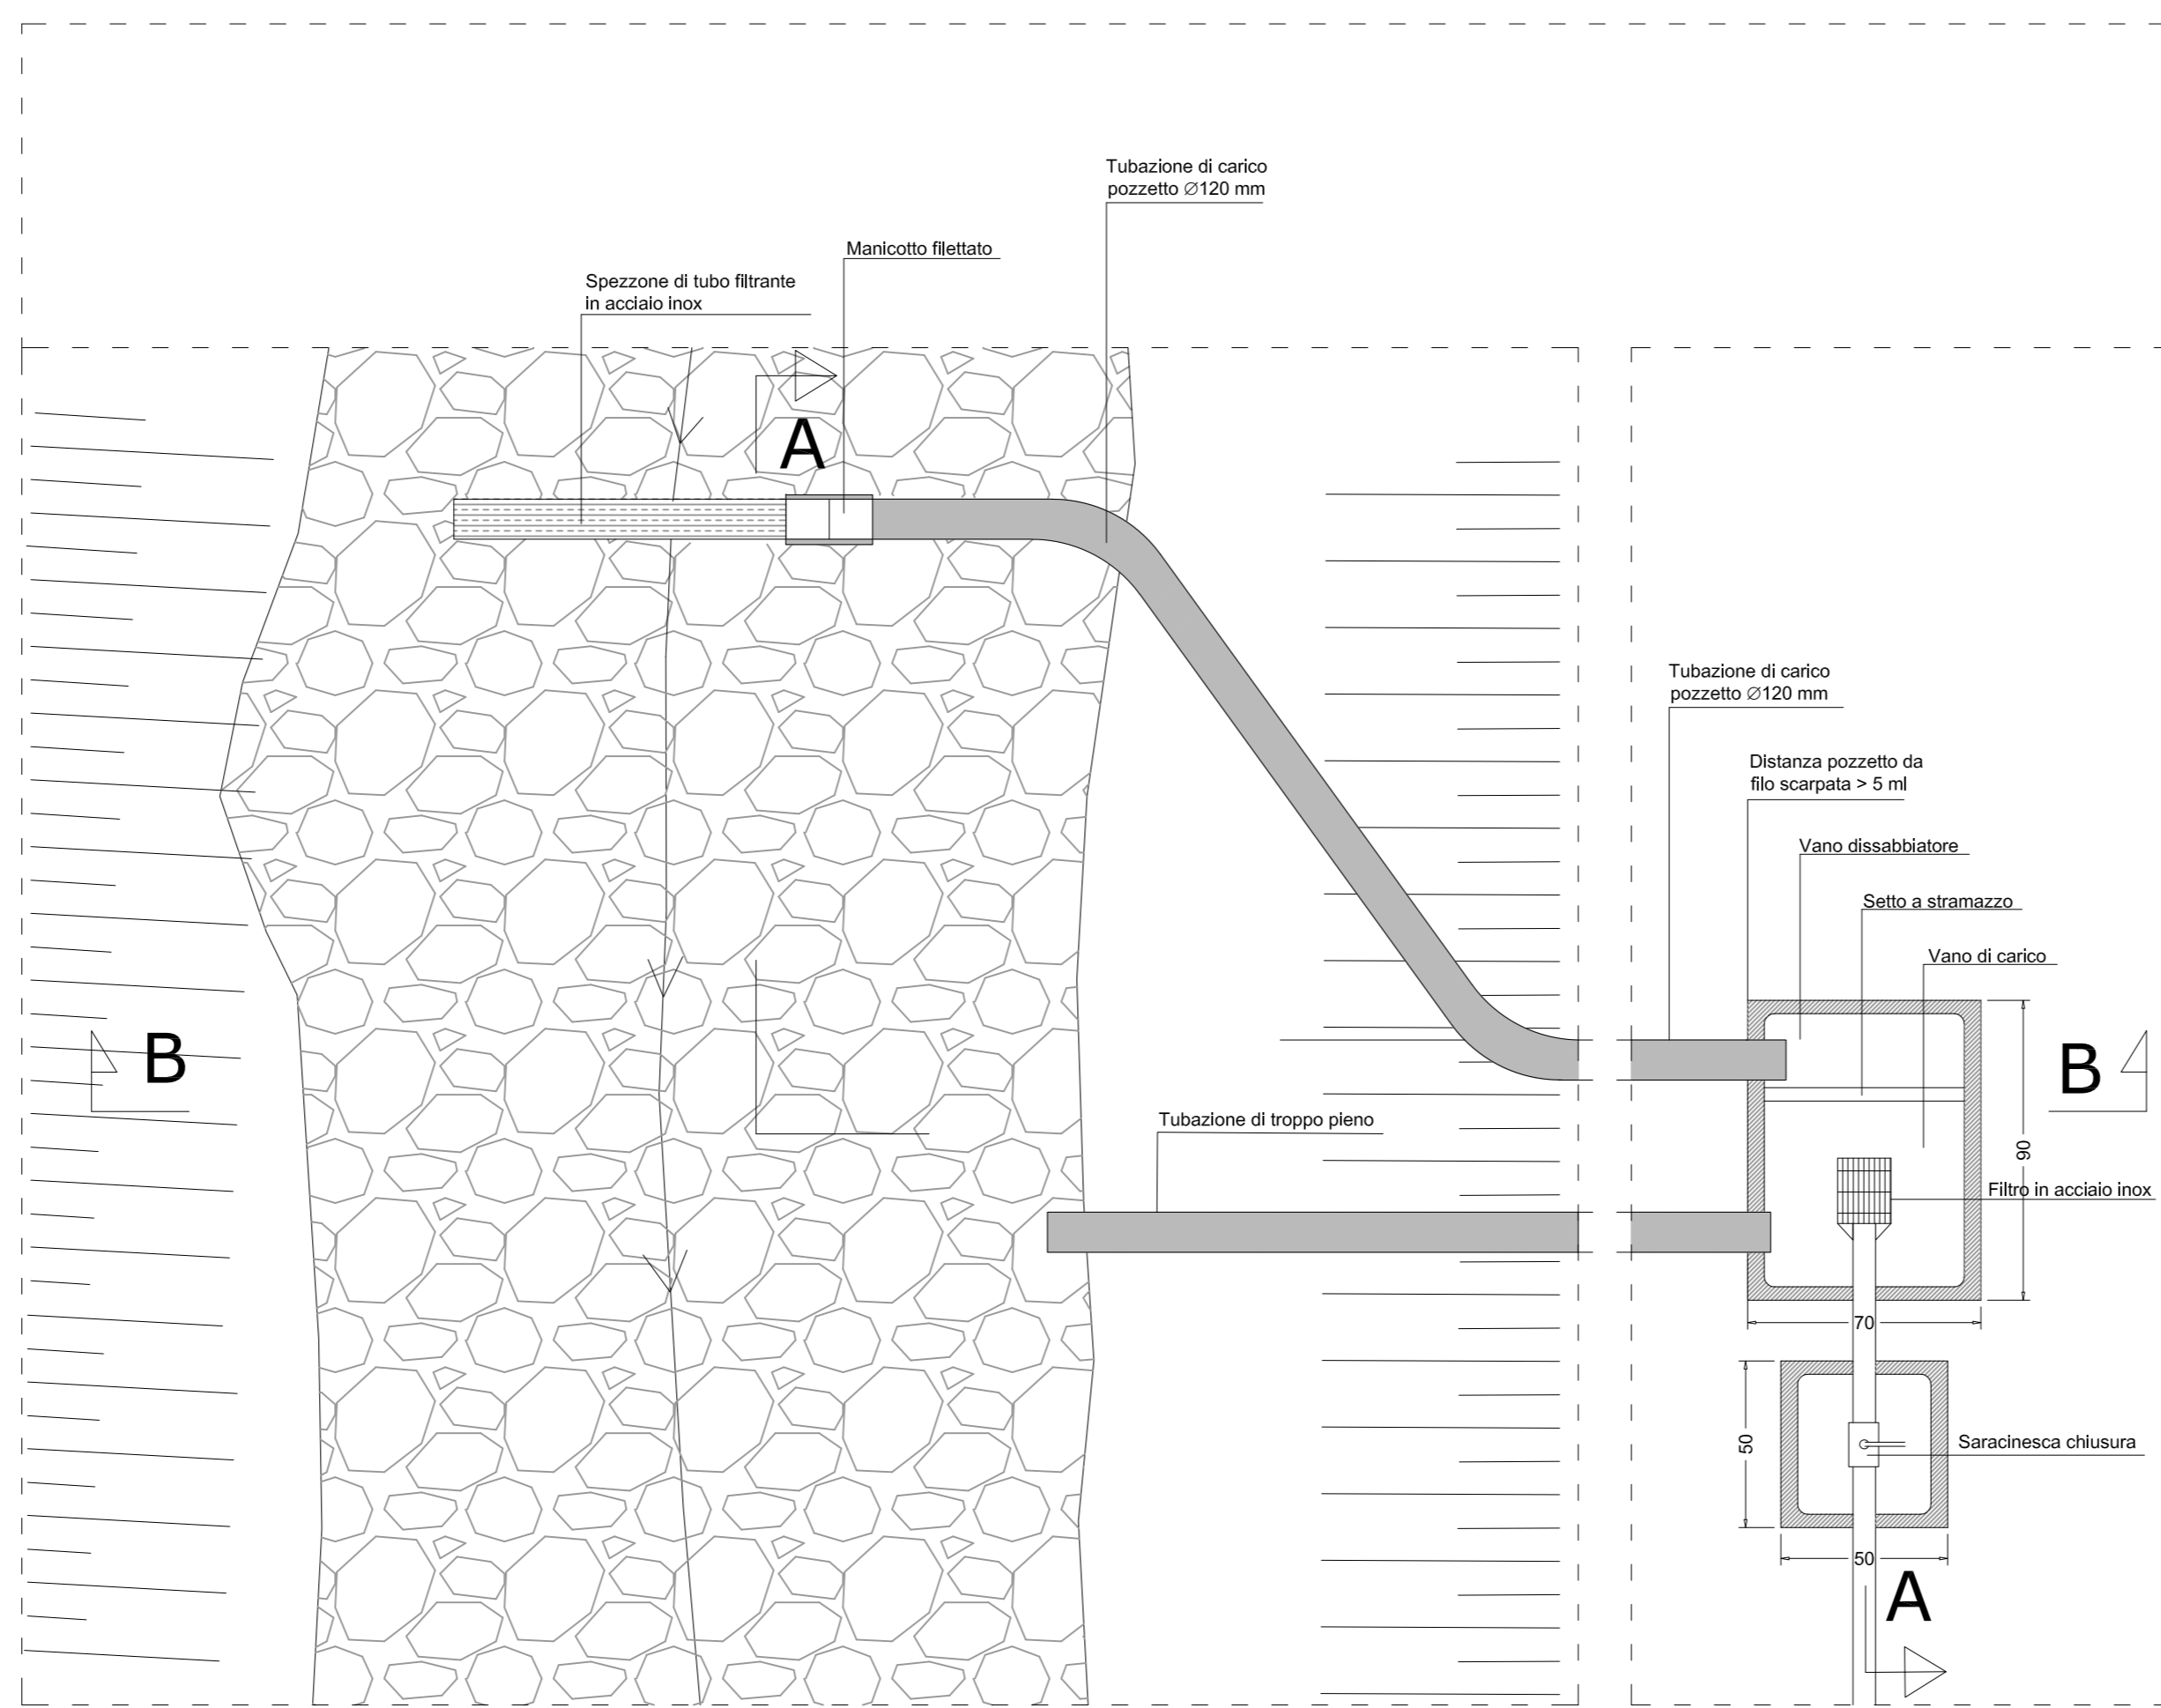 Tubazione di carico
pozzetto ∅120 mm
Manicotto filettato
Spezzone di tubo filtrante
in acciaio inox
A
Tubazione di carico
pozzetto ∅120 mm
Distanza pozzetto da
filo scarpata > 5 ml
Vano dissabbiatore
Setto a stramazzo
Vano di carico
B
B
Tubazione di troppo pieno
90
Filtro in acciaio inox
70
50
Saracinesca chiusura
50
A